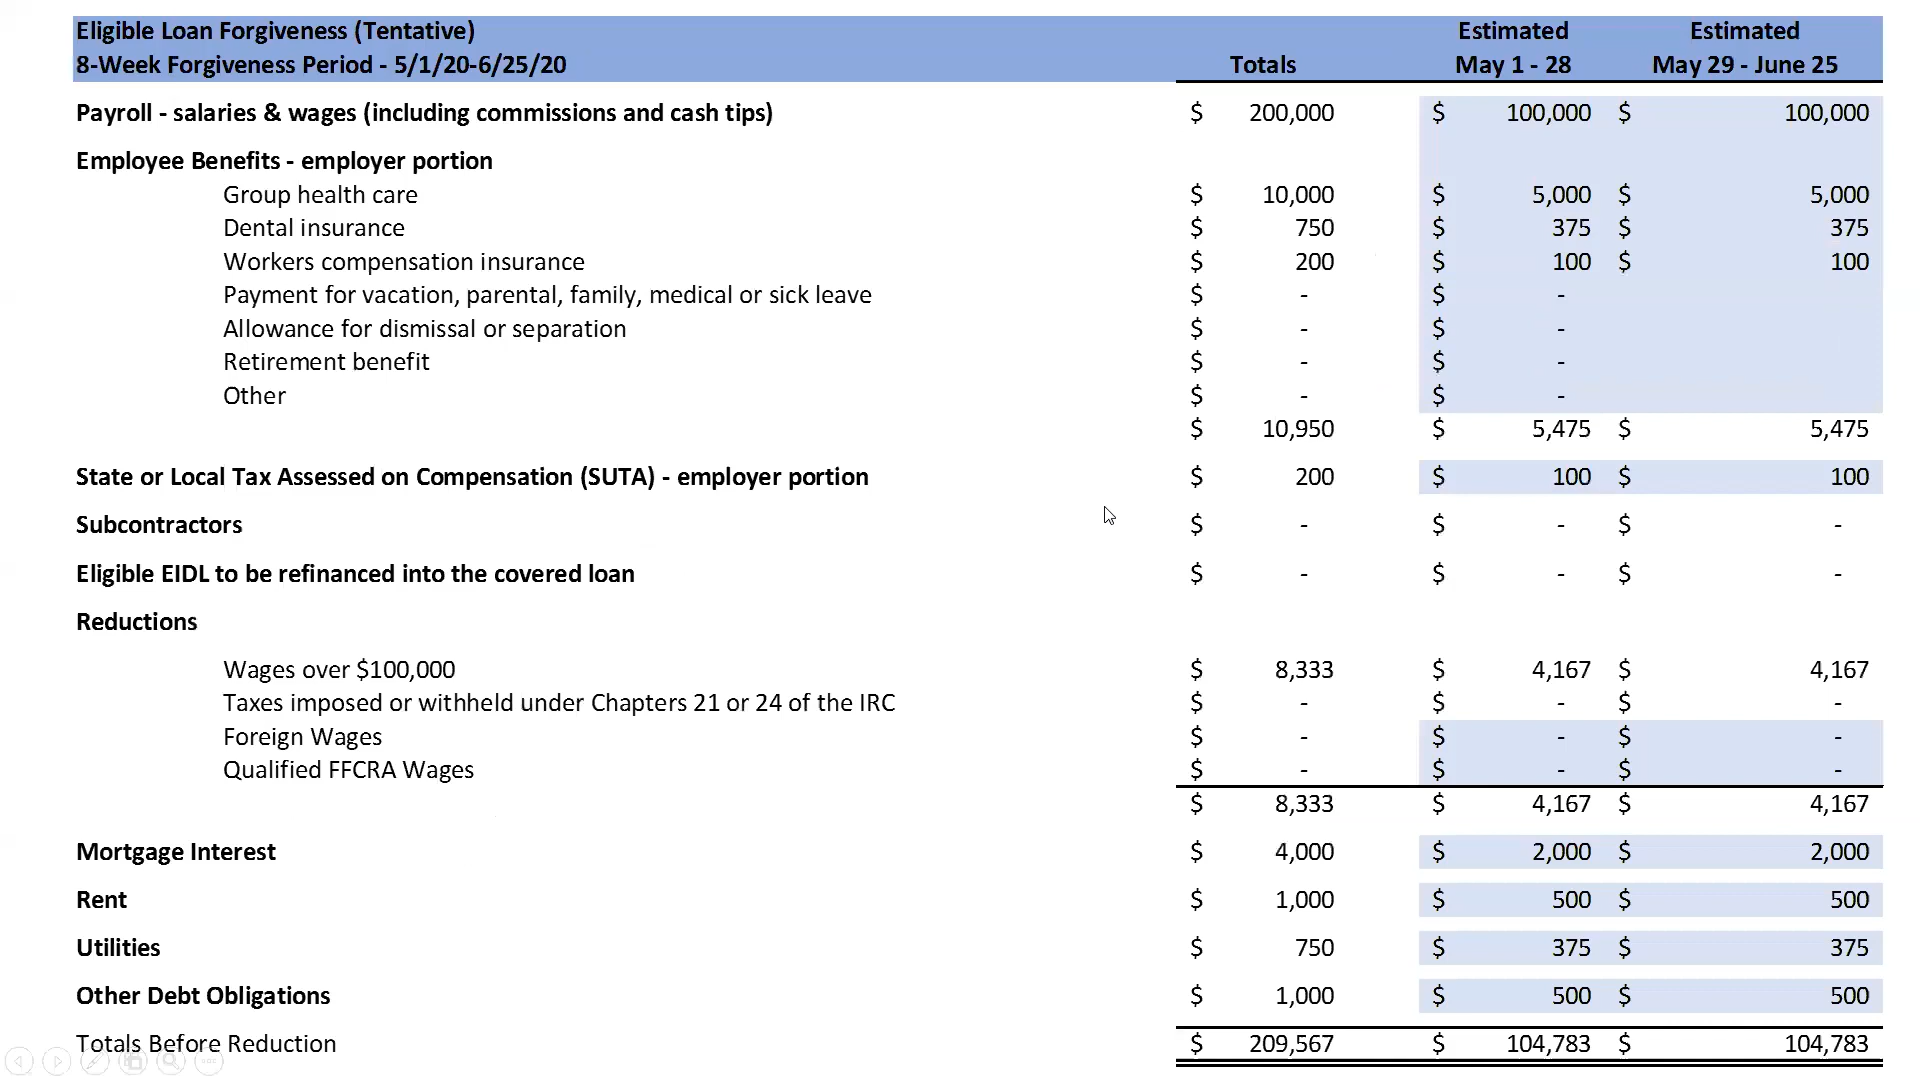 Eligible Loan Forgiveness (Tentative) Estimated Estimated
8-Week Forgiveness Period - 5/1/20-6/25/20 Totals May 1 - 28 May 29 - June 25
Payroll - salaries & wages (including commissions and cash tips) $ 200,000 $ 100,000 $ 100,000
Employee Benefits - employer portion
Group health care $ 10,000 $ 5,000 $ 5,000
Dental insurance $ 750 $ 375 $ 375
Workers compensation insurance $ 200 $ 100 $ 100
Payment for vacation, parental, family, medical or sick leave $ - $ -
Allowance for dismissal or separation $ - $ -
Retirement benefit $ - $ -
Other $ - $ -
$ 10,950 $ 5,475 $ 5,475
State or Local Tax Assessed on Compensation (SUTA) - employer portion $ 200 $ 100 $ 100
Subcontractors $ - $ - $ -
Eligible EIDL to be refinanced into the covered loan $ - $ - $ -
Reductions
Wages over $100,000 $ 8,333 $ 4,167 $ 4,167
Taxes imposed or withheld under Chapters 21 or 24 of the IRC $ - $ - $ -
Foreign Wages $ - $ - $ -
Qualified FFCRA Wages $ - $ - $ -
$ 8,333 $ 4,167 $ 4,167
Mortgage Interest $ 4,000 $ 2,000 $ 2,000
Rent $ 1,000 $ 500 $ 500
Utilities $ 750 $ 375 $ 375
Other Debt Obligations $ 1,000 $ 500 $ 500
Totals Before Reduction $ 209,567 $ 104,783 $ 104,783